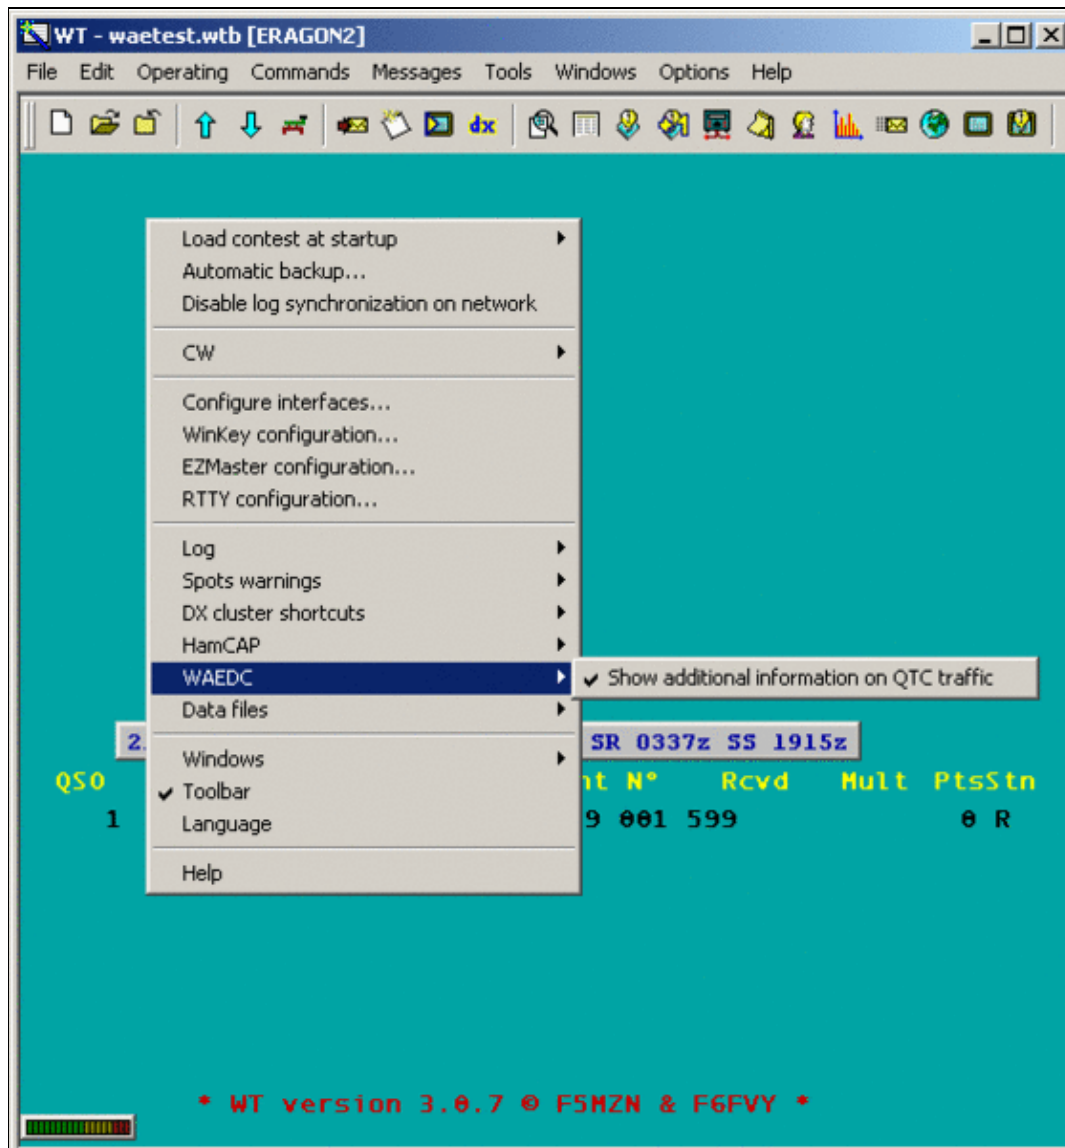 WT - waetest.wtb [ERAGON2]
File Edit Operating Commands Messages Tools Windows Options Help
dx
Load contest at startup
Automatic backup...
Disable log synchronization on network
CW
Configure interfaces...
WinKey configuration...
EZMaster configuration...
RTTY configuration...
Log
Spots warnings
DX cluster shortcuts
HamCAP
WAEDC
Show additional information on QTC traffic
Data files
2 SR 0337z SS 1915z
Windows
QSO nt N° Rcvd Mult PtsStn
Toolbar
1 9 001 599 0 R
Language
Help
* WT version 3.0.7 © F5MZN & F6FVY *